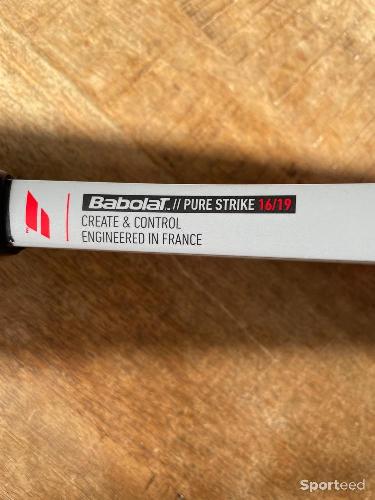 Babolat // PURE STRIKE 16/19
CREATE & CONTROL
ENGINEERED IN FRANCE
Sporteed